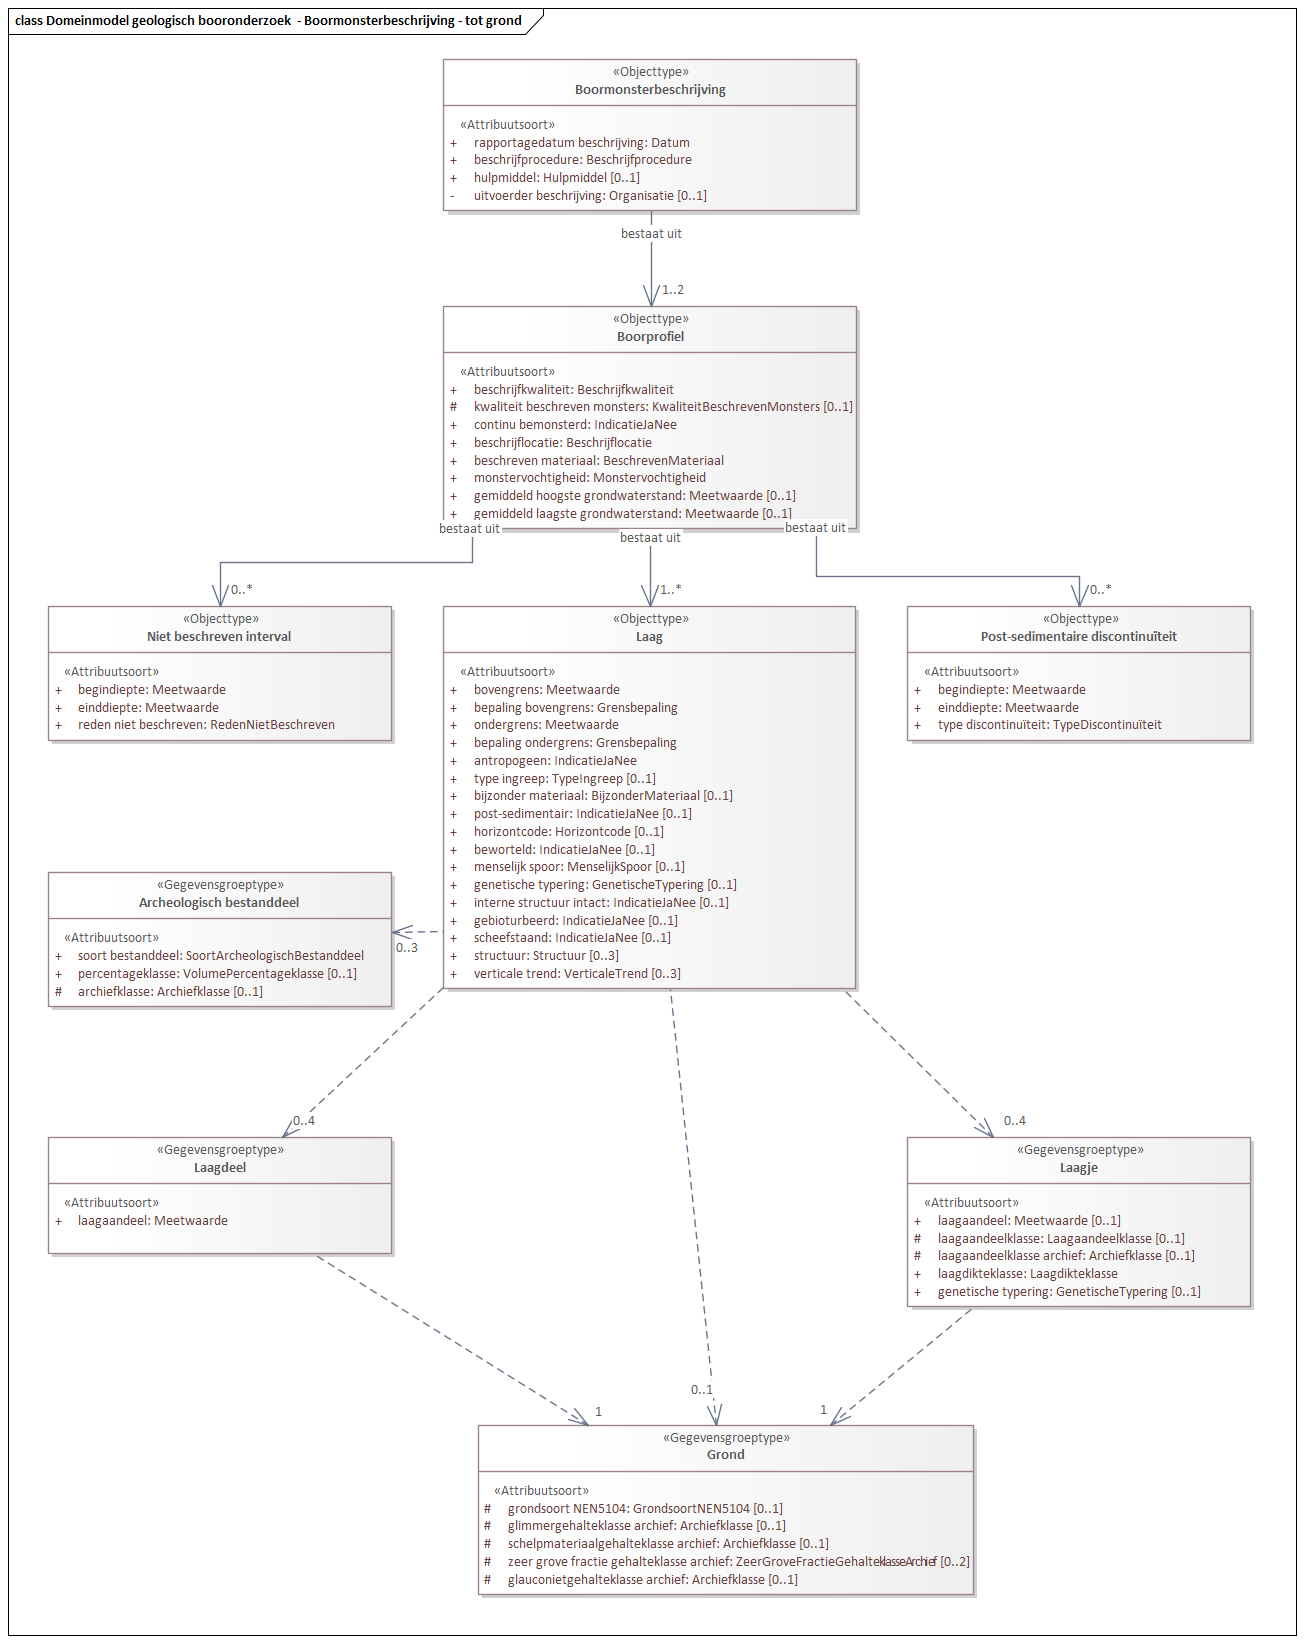 class Domeinmodel geologisch booronderzoek  - Boormonsterbeschrijving - tot grond
«Objecttype»
Boormonsterbeschrijving
«Attribuutsoort»
+ rapportagedatum beschrijving: Datum
+ beschrijfprocedure: Beschrijfprocedure
+ hulpmiddel: Hulpmiddel [0..1]
- uitvoerder beschrijving: Organisatie [0..1]
bestaat uit
1..2
«Objecttype»
Boorprofiel
«Attribuutsoort»
+ beschrijfkwaliteit: Beschrijfkwaliteit
# kwaliteit beschreven monsters: KwaliteitBeschrevenMonsters [0..1]
+ continu bemonsterd: IndicatieJaNee
+ beschrijflocatie: Beschrijflocatie
+ beschreven materiaal: BeschrevenMateriaal
+ monstervochtigheid: Monstervochtigheid
+ gemiddeld hoogste grondwaterstand: Meetwaarde [0..1]
+ gemiddeld laagste grondwaterstand: Meetwaarde [0..1]
bestaat uit
bestaat uit
bestaat uit
0..*
1..*
0..*
«Objecttype»
Niet beschreven interval
«Attribuutsoort»
+ begindiepte: Meetwaarde
+ einddiepte: Meetwaarde
+ reden niet beschreven: RedenNietBeschreven
«Objecttype»
Laag
«Attribuutsoort»
+ bovengrens: Meetwaarde
+ bepaling bovengrens: Grensbepaling
+ ondergrens: Meetwaarde
+ bepaling ondergrens: Grensbepaling
+ antropogeen: IndicatieJaNee
+ type ingreep: TypeIngreep [0..1]
+ bijzonder materiaal: BijzonderMateriaal [0..1]
+ post-sedimentair: IndicatieJaNee [0..1]
+ horizontcode: Horizontcode [0..1]
+ beworteld: IndicatieJaNee [0..1]
+ menselijk spoor: MenselijkSpoor [0..1]
+ genetische typering: GenetischeTypering [0..1]
+ interne structuur intact: IndicatieJaNee [0..1]
+ gebioturbeerd: IndicatieJaNee [0..1]
+ scheefstaand: IndicatieJaNee [0..1]
+ structuur: Structuur [0..3]
+ verticale trend: VerticaleTrend [0..3]
«Objecttype»
Post-sedimentaire discontinuïteit
«Attribuutsoort»
+ begindiepte: Meetwaarde
+ einddiepte: Meetwaarde
+ type discontinuïteit: TypeDiscontinuïteit
«Gegevensgroeptype»
Archeologisch bestanddeel
«Attribuutsoort»
+ soort bestanddeel: SoortArcheologischBestanddeel
+ percentageklasse: VolumePercentageklasse [0..1]
# archiefklasse: Archiefklasse [0..1]
0..3
0..4
0..4
«Gegevensgroeptype»
Laagdeel
«Attribuutsoort»
+ laagaandeel: Meetwaarde
«Gegevensgroeptype»
Laagje
«Attribuutsoort»
+ laagaandeel: Meetwaarde [0..1]
# laagaandeelklasse: Laagaandeelklasse [0..1]
# laagaandeelklasse archief: Archiefklasse [0..1]
+ laagdikteklasse: Laagdikteklasse
+ genetische typering: GenetischeTypering [0..1]
1
0..1
1
«Gegevensgroeptype»
Grond
«Attribuutsoort»
# grondsoort NEN5104: GrondsoortNEN5104 [0..1]
# glimmergehalteklasse archief: Archiefklasse [0..1]
# schelpmateriaalgehalteklasse archief: Archiefklasse [0..1]
# zeer grove fractie gehalteklasse archief: ZeerGroveFractieGehalteklasseArchief [0..2]
# glauconietgehalteklasse archief: Archiefklasse [0..1]